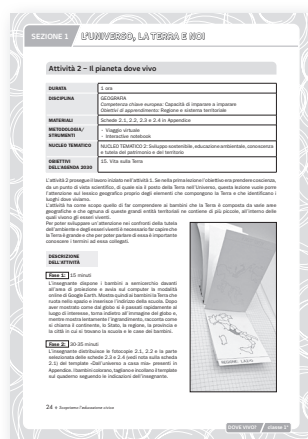 SEZIONE 1 L'UNIVERSO, LA TERRA E NOI
Attività 2 – Il pianeta dove vivo
DURATA 1 ora
DISCIPLINA GEOGRAFIA
Competenza chiave europea: Capacità di imparare a imparare
Obiettivi di apprendimento: Regione e sistema territoriale
MATERIALI Schede 2.1, 2.2, 2.3 e 2.4 in Appendice
METODOLOGIA/
STRUMENTI
- Viaggio virtuale
- Interactive notebook
NUCLEO TEMATICO NUCLEO TEMATICO 2: Sviluppo sostenibile, educazione ambientale, conoscenza
e tutela del patrimonio e del territorio
OBIETTIVI
DELL'AGENDA 2030
15. Vita sulla Terra
L'attività 2 prosegue il lavoro iniziato nell'attività 1. Se nella prima lezione l'obiettivo era prendere coscienza,
da un punto di vista scientifico, di quale sia il posto della Terra nell'Universo, questa lezione vuole porre
l'attenzione sul lessico geografico proprio degli elementi che compongono la Terra e che identificano i
luoghi dove viviamo.
L'attività ha come scopo quello di far comprendere ai bambini che la Terra è composta da varie aree
geografiche e che ognuna di queste grandi entità territoriali ne contiene di più piccole, all'interno delle
quali vivono gli esseri viventi.
Per poter sviluppare un'attenzione nei confronti della tutela
dell'ambiente e degli esseri viventi è necessario far capire che
la Terra è grande e che per poter parlare di essa è importante
conoscere i termini ad essa collegati.
DESCRIZIONE
DELL'ATTIVITÀ
Fase 1: 15 minuti
L'insegnante dispone i bambini a semicerchio davanti
all'area di proiezione e avvia sul computer la modalità
online di Google Earth. Mostra quindi ai bambini la Terra che
ruota nello spazio e inserisce l'indirizzo della scuola. Dopo
aver mostrato come dal globo si è passati rapidamente al
luogo di interesse, torna indietro all'immagine del globo e,
mentre mostra lentamente l'ingrandimento, racconta come
si chiama il continente, lo Stato, la regione, la provincia e
la città in cui si trovano la scuola e le case dei bambini.
Fase 2: 30-35 minuti
L'insegnante distribuisce le fotocopie 2.1, 2.2 e la parte
selezionata delle schede 2.3 e 2.4 (vedi nota sulla scheda
2.1) del template «Dall'universo a casa mia» presenti in
Appendice. I bambini colorano, tagliano e incollano il template
sul quaderno seguendo le indicazioni dell'insegnante.
REGIONE: LAZIO
24 • Scopriamo l'educazione civica
DOVE VIVO? / classe 1ª